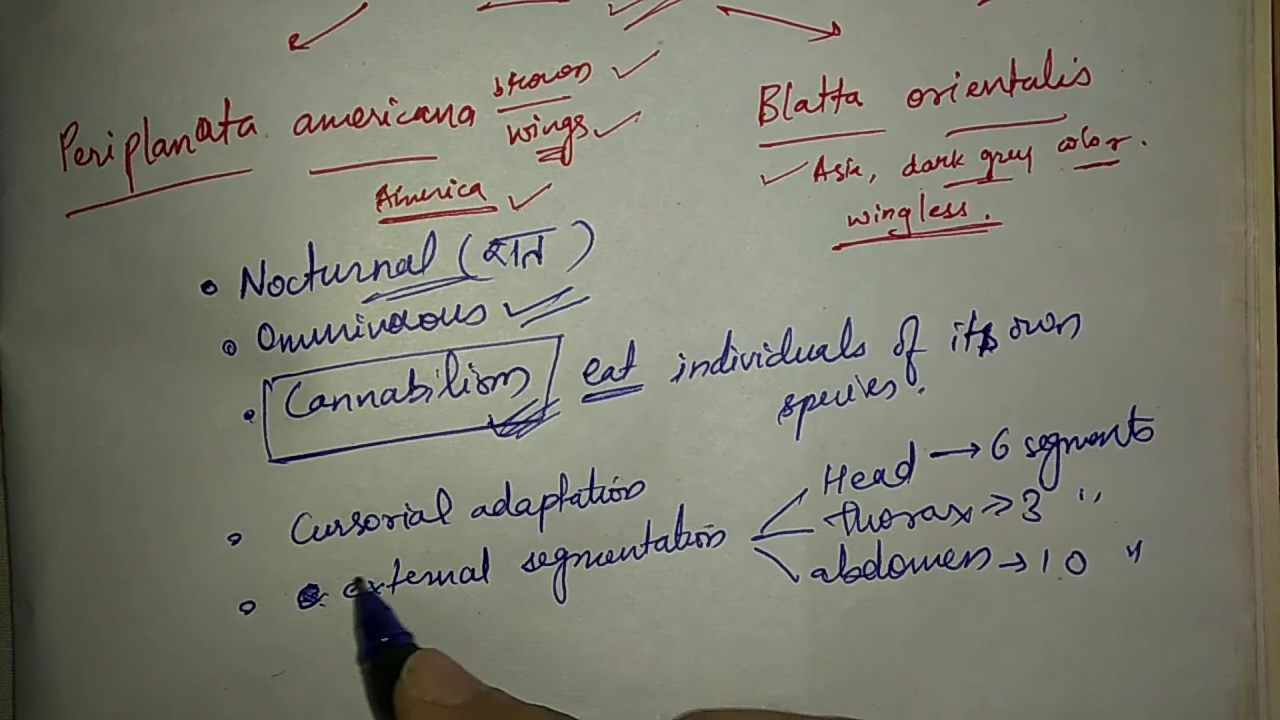 Periplanata americana brown
wings
America
Blatta orientalis
Asia, dark grey color.
wingless.
Nocturnal (रात)
Omnivorous
Cannabilism eat individuals of its own
species.
Cursorial adaptation
external segmentation
Head → 6 segments
thorax → 3 "
abdomen → 10 "